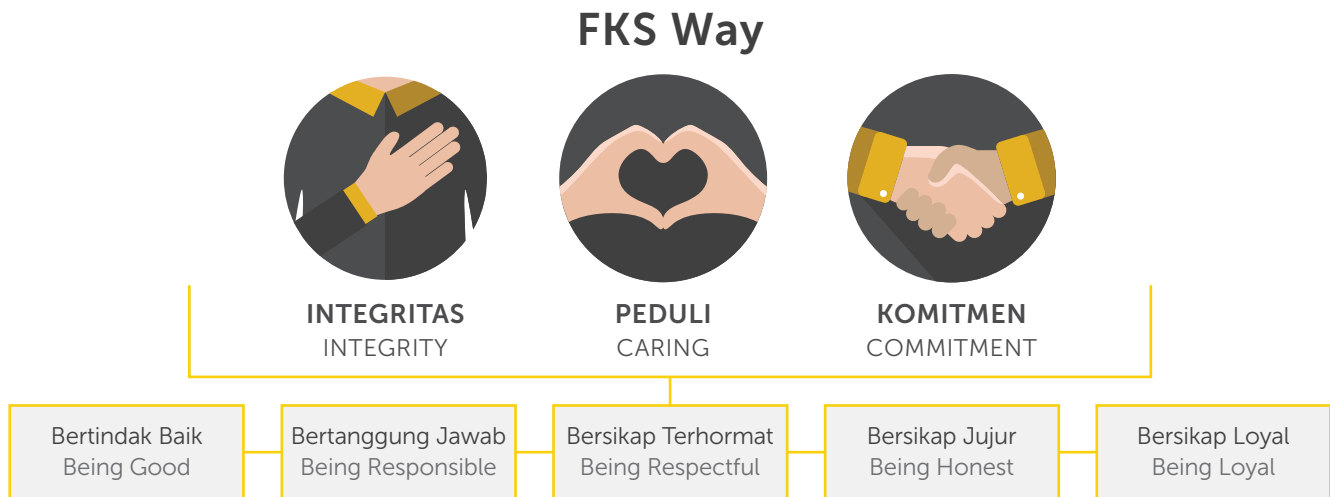 FKS Way
INTEGRITAS
INTEGRITY
PEDULI
CARING
KOMITMEN
COMMITMENT
Bertindak Baik
Being Good
Bertanggung Jawab
Being Responsible
Bersikap Terhormat
Being Respectful
Bersikap Jujur
Being Honest
Bersikap Loyal
Being Loyal